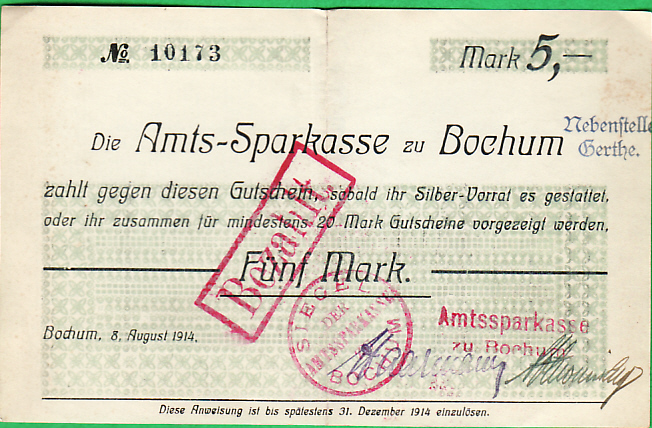 № 10173
Mark 5,—
Die Amts-Sparkasse zu Bochum
Nebenstelle
Gerthe.
zahlt gegen diesen Gutschein, sobald ihr Silber-Vorrat es gestattet,
oder ihr zusammen für mindestens 20 Mark Gutscheine vorgezeigt werden,
Fünf Mark.
Bezahlt
SIEGEL DER AMTSSPARKASSE BOCHUM
Bochum, 8. August 1914.
Amtssparkasse
zu Bochum
Diese Anweisung ist bis spätestens 31. Dezember 1914 einzulösen.